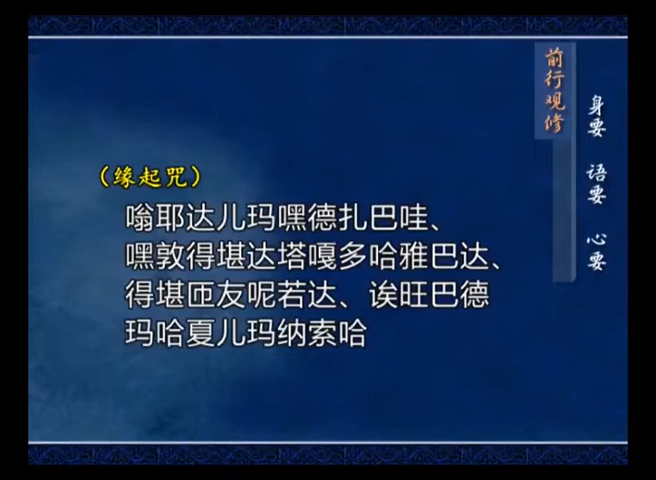 前行观修
身要 语要 心要
（缘起咒）
嗡耶达儿玛嘿德扎巴哇、
嘿敦得堪达塔嘎多哈雅巴达、
得堪匝友呢若达、诶旺巴德
玛哈夏儿玛纳索哈